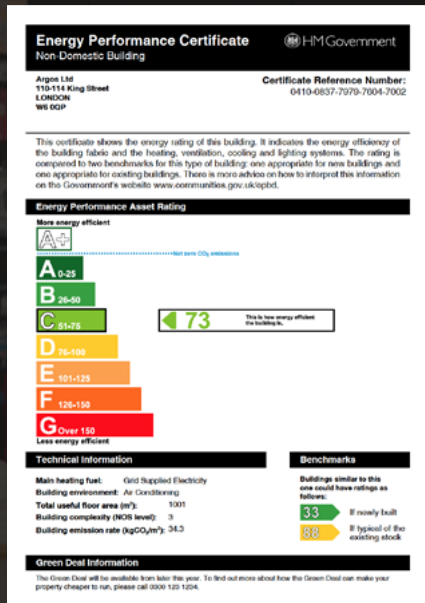 Energy Performance Certificate
Non-Domestic Building
HM Government
Argos Ltd
110-114 King Street
LONDON
W6 0QP
Certificate Reference Number:
0410-0837-7979-7604-7002
This certificate shows the energy rating of this building. It indicates the energy efficiency of
the building fabric and the heating, ventilation, cooling and lighting systems. The rating is
compared to two benchmarks for this type of building: one appropriate for new buildings and
one appropriate for existing buildings. There is more advice on how to interpret this information
on the Government's website www.communities.gov.uk/epbd.
Energy Performance Asset Rating
More energy efficient
A+
Net zero CO₂ emissions
A 0-25
B 26-50
C 51-75
73
This is how energy efficient
the building is.
D 76-100
E 101-125
F 126-150
G Over 150
Less energy efficient
Technical Information
Main heating fuel: Grid Supplied Electricity
Building environment: Air Conditioning
Total useful floor area (m²): 1001
Building complexity (NOS level): 3
Building emission rate (kgCO₂/m²): 34.3
Benchmarks
Buildings similar to this
one could have ratings as
follows:
33 If newly built
88 If typical of the
existing stock
Green Deal Information
The Green Deal will be available from later this year. To find out more about how the Green Deal can make your
property cheaper to run, please call 0300 123 1234.